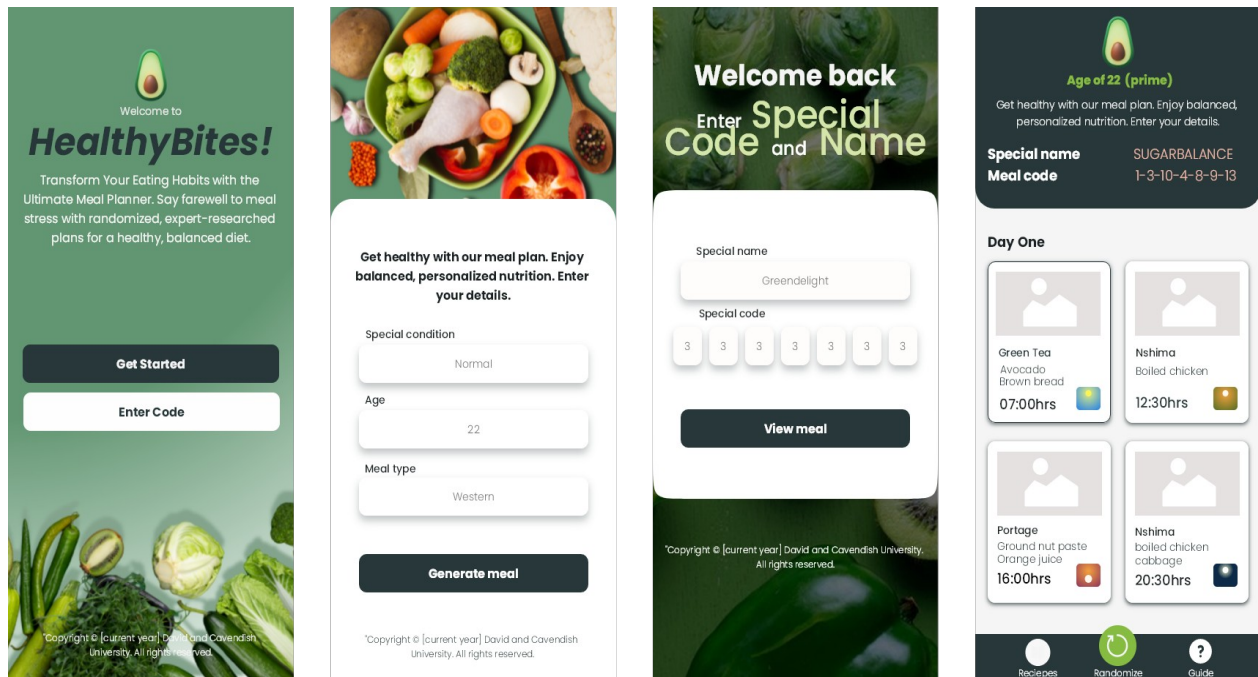 Welcome to
HealthyBites!
Transform Your Eating Habits with the
Ultimate Meal Planner. Say farewell to meal
stress with randomized, expert-researched
plans for a healthy, balanced diet.
Get Started
Enter Code
"Copyright © [current year] David and Cavendish
University. All rights reserved.
Get healthy with our meal plan. Enjoy
balanced, personalized nutrition. Enter
your details.
Special condition
Normal
Age
22
Meal type
Western
Generate meal
"Copyright © [current year] David and Cavendish
University. All rights reserved.
Welcome back
Enter Special
Code and Name
Special name
Greendelight
Special code
3 3 3 3 3 3 3
View meal
"Copyright © [current year] David and Cavendish University.
All rights reserved.
Age of 22 (prime)
Get healthy with our meal plan. Enjoy balanced,
personalized nutrition. Enter your details.
Special name SUGARBALANCE
Meal code 1-3-10-4-8-9-13
Day One
Green Tea
Avocado
Brown bread
07:00hrs
Nshima
Boiled chicken
12:30hrs
Portage
Ground nut paste
Orange juice
16:00hrs
Nshima
boiled chicken
cabbage
20:30hrs
Reciepes
Randomize
?
Guide